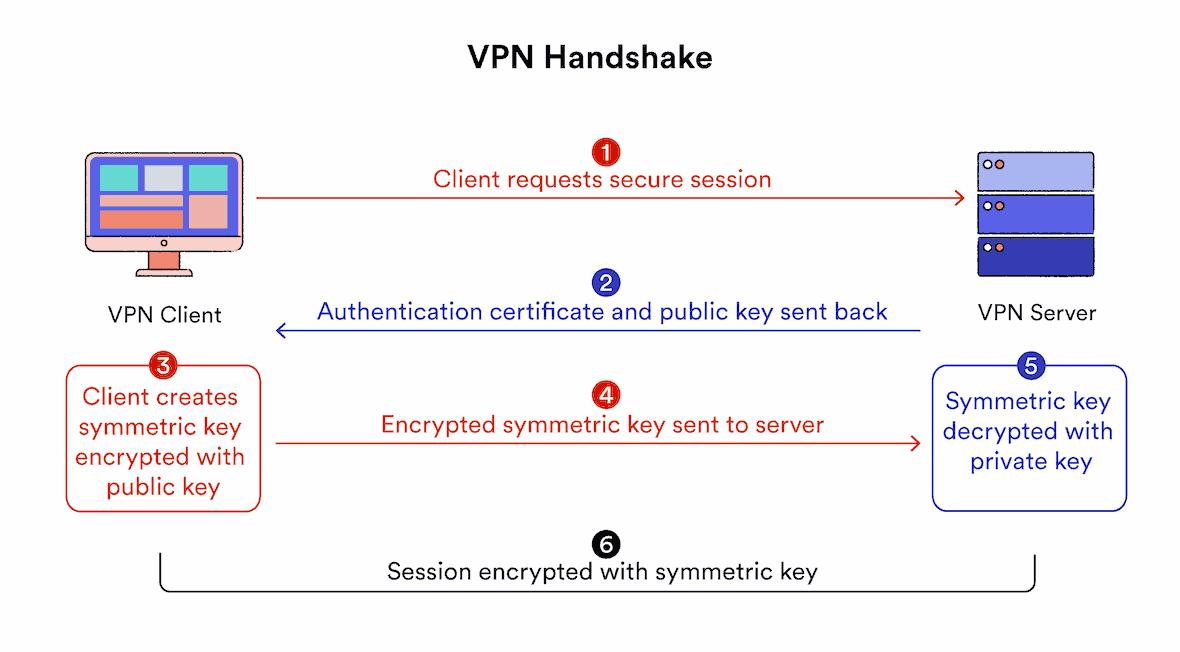 VPN Handshake
1
Client requests secure session
2
Authentication certificate and public key sent back
VPN Client
VPN Server
3
Client creates
symmetric key
encrypted with
public key
4
Encrypted symmetric key sent to server
5
Symmetric key
decrypted with
private key
6
Session encrypted with symmetric key